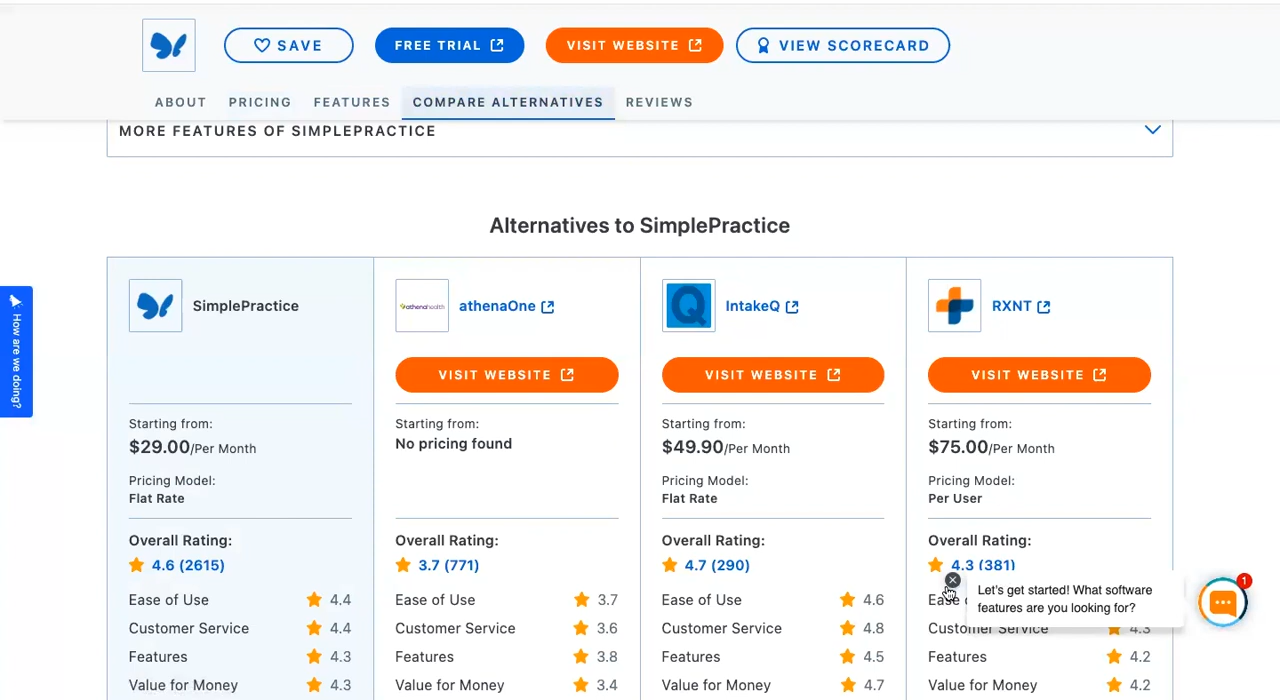 SAVE
FREE TRIAL
VISIT WEBSITE
VIEW SCORECARD
ABOUT
PRICING
FEATURES
COMPARE ALTERNATIVES
REVIEWS
MORE FEATURES OF SIMPLEPRACTICE
How are we doing?
Alternatives to SimplePractice
SimplePractice
Starting from:
$29.00/Per Month
Pricing Model:
Flat Rate
Overall Rating:
4.6 (2615)
Ease of Use 4.4
Customer Service 4.4
Features 4.3
Value for Money 4.3
athenahealth
athenaOne
VISIT WEBSITE
Starting from:
No pricing found
Overall Rating:
3.7 (771)
Ease of Use 3.7
Customer Service 3.6
Features 3.8
Value for Money 3.4
Q
IntakeQ
VISIT WEBSITE
Starting from:
$49.90/Per Month
Pricing Model:
Flat Rate
Overall Rating:
4.7 (290)
Ease of Use 4.6
Customer Service 4.8
Features 4.5
Value for Money 4.7
RXNT
VISIT WEBSITE
Starting from:
$75.00/Per Month
Pricing Model:
Per User
Overall Rating:
4.3 (381)
Ease
Customer Service 4.3
Features 4.2
Value for Money 4.2
Let's get started! What software
features are you looking for?
1